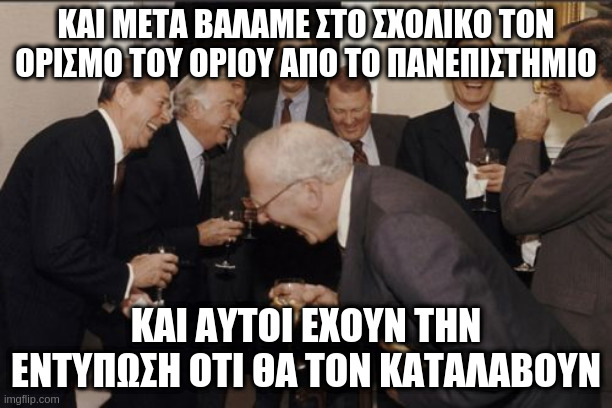 ΚΑΙ ΜΕΤΑ ΒΑΛΑΜΕ ΣΤΟ ΣΧΟΛΙΚΟ ΤΟΝ
ΟΡΙΣΜΟ ΤΟΥ ΟΡΙΟΥ ΑΠΟ ΤΟ ΠΑΝΕΠΙΣΤΗΜΙΟ
ΚΑΙ ΑΥΤΟΙ ΕΧΟΥΝ ΤΗΝ
ΕΝΤΥΠΩΣΗ ΟΤΙ ΘΑ ΤΟΝ ΚΑΤΑΛΑΒΟΥΝ
imgflip.com